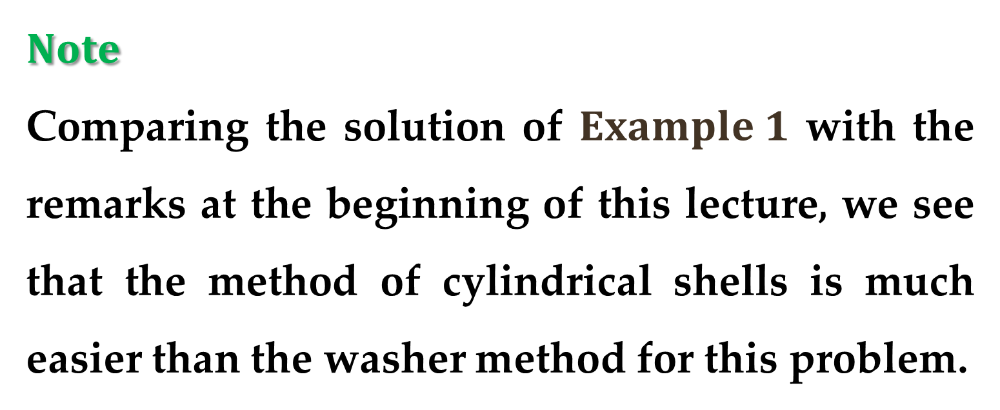 Note
Comparing the solution of Example 1 with the
remarks at the beginning of this lecture, we see
that the method of cylindrical shells is much
easier than the washer method for this problem.